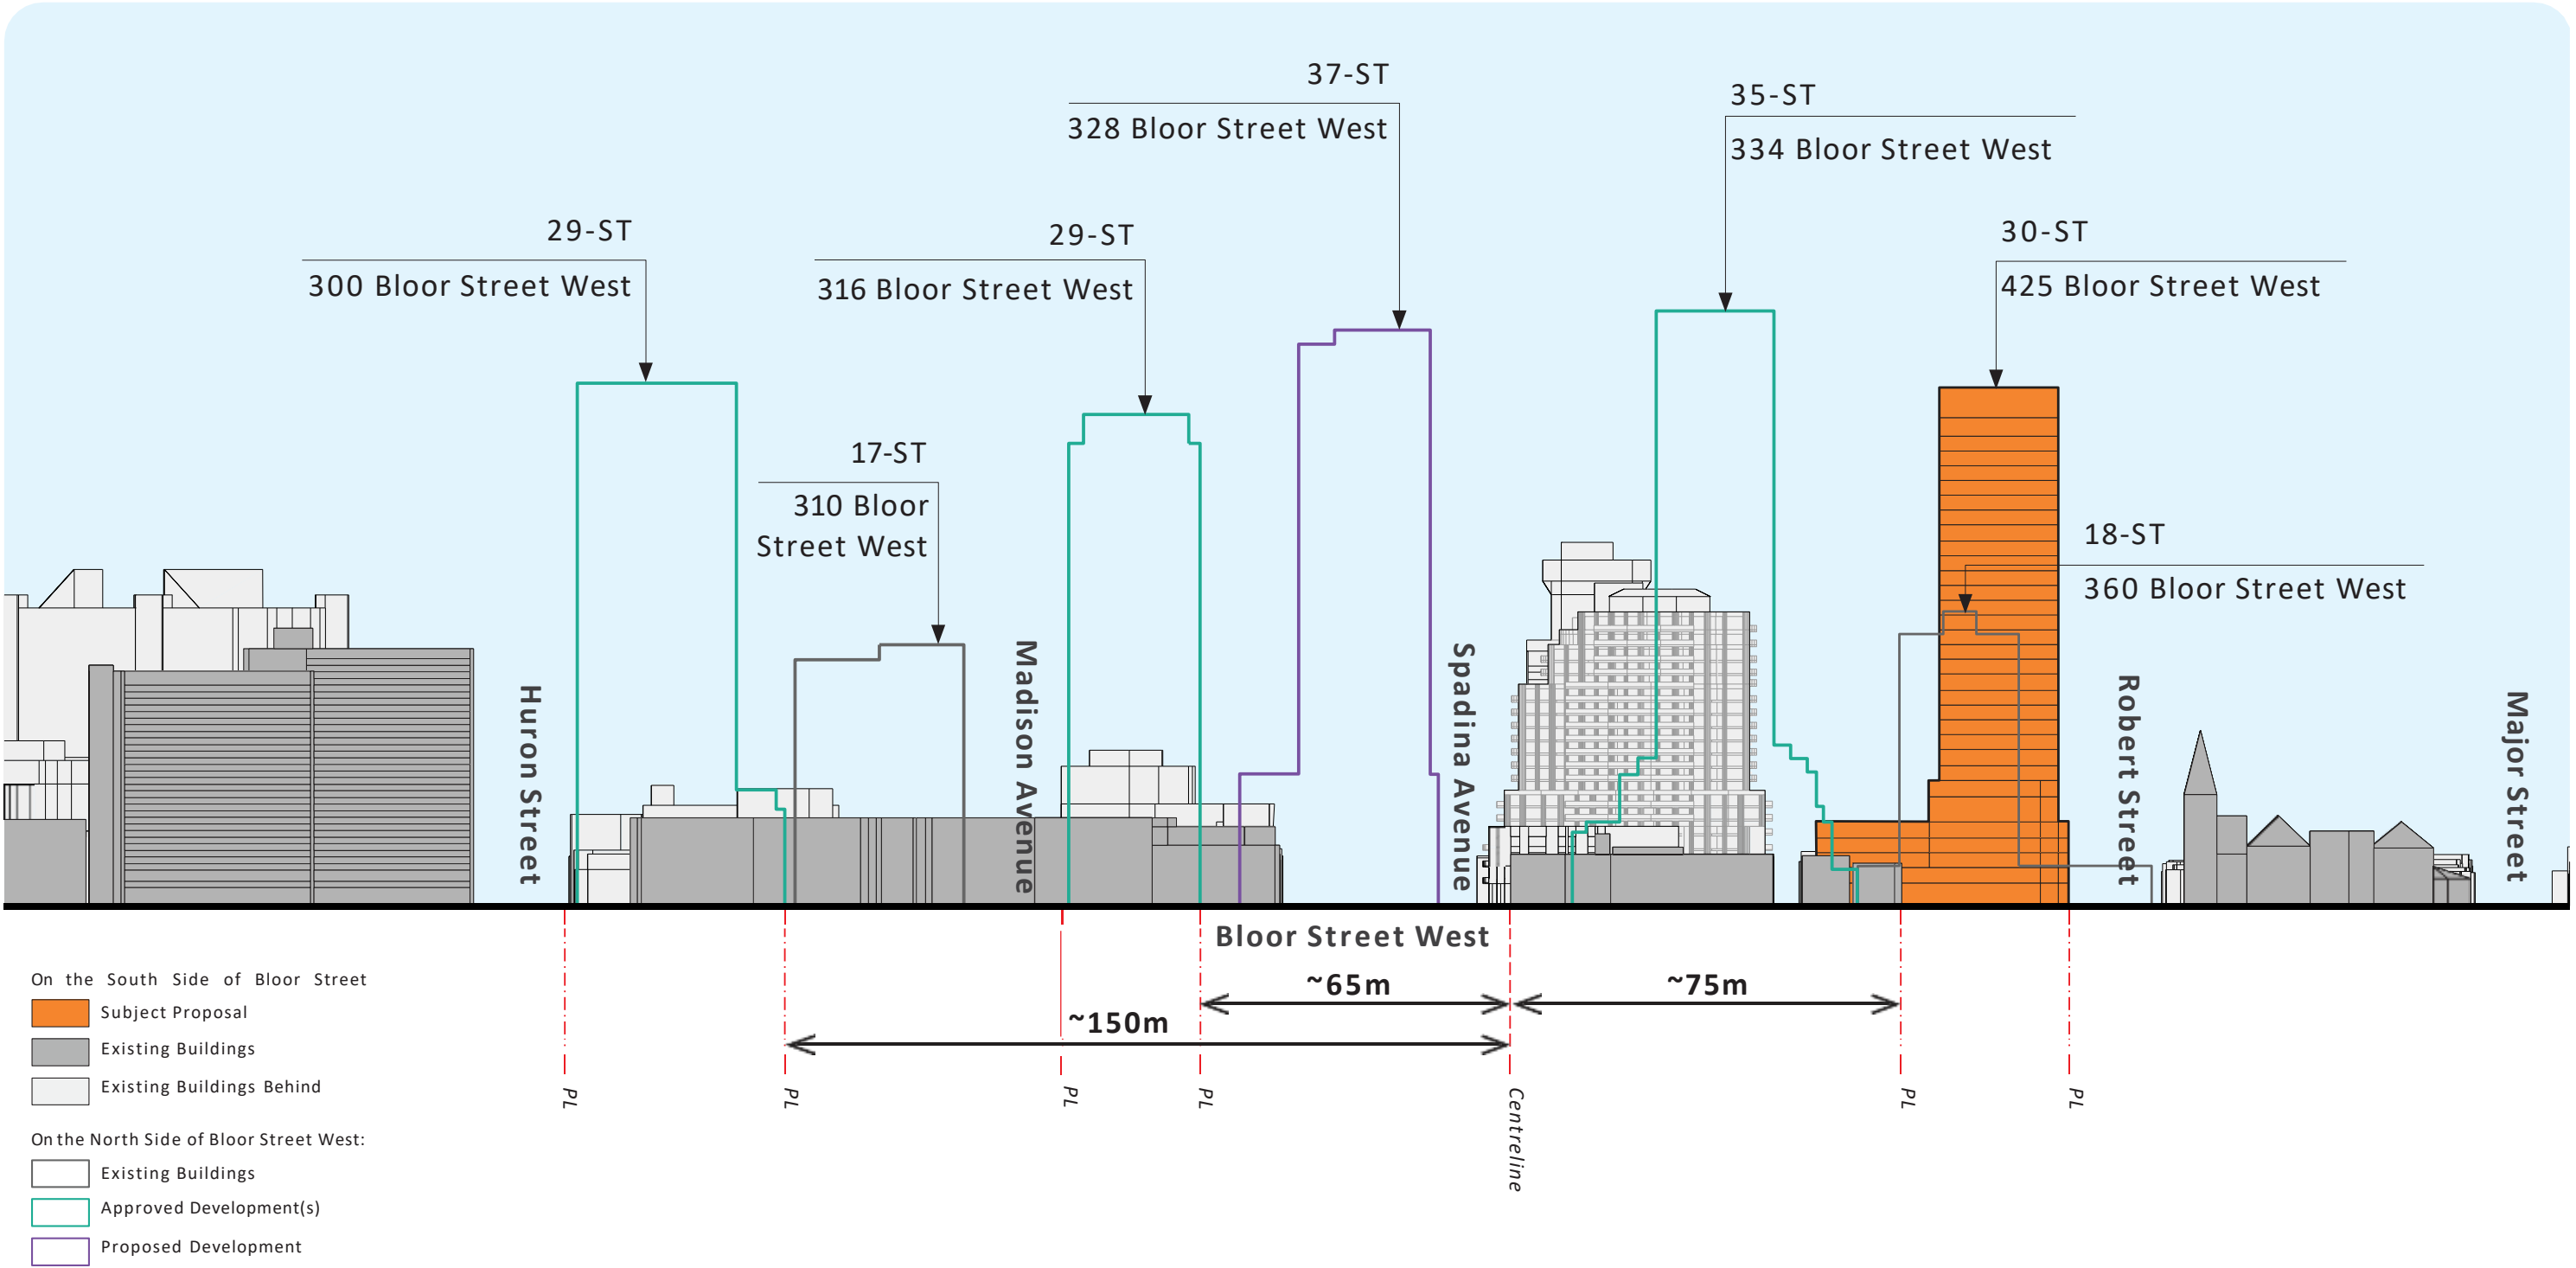 37-ST
328 Bloor Street West
35-ST
334 Bloor Street West
29-ST
300 Bloor Street West
29-ST
316 Bloor Street West
30-ST
425 Bloor Street West
17-ST
310 Bloor
Street West
18-ST
360 Bloor Street West
Huron Street
Madison Avenue
Spadina Avenue
Robert Street
Major Street
Bloor Street West
~65m
~75m
~150m
PL
PL
PL
PL
Centreline
PL
PL
On the South Side of Bloor Street
Subject Proposal
Existing Buildings
Existing Buildings Behind
On the North Side of Bloor Street West:
Existing Buildings
Approved Development(s)
Proposed Development